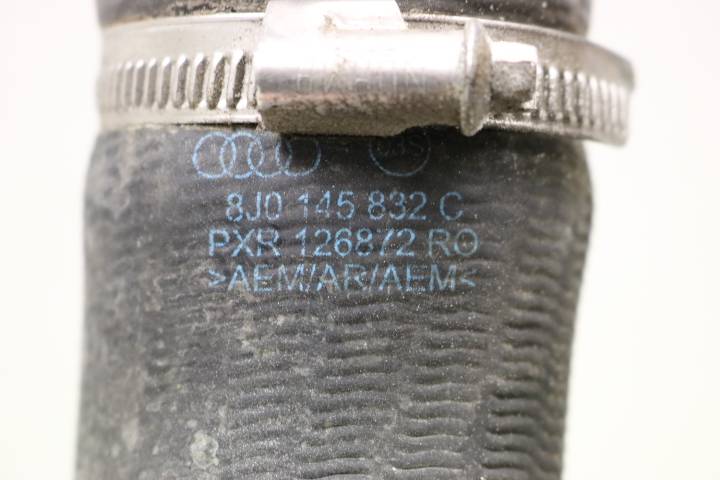 8J0 145 832 C
PXR 126872 RO
>AEM/AR/AEM<